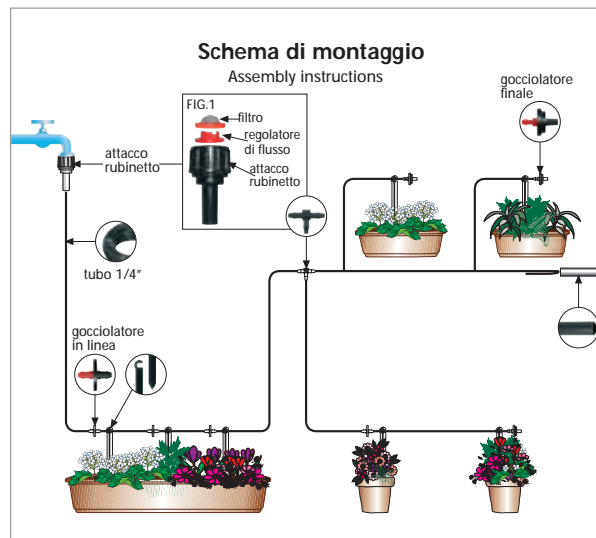 Schema di montaggio
Assembly instructions
gocciolatore
finale
FIG.1
filtro
regolatore
di flusso
attacco
rubinetto
attacco
rubinetto
tubo 1/4"
gocciolatore
in linea